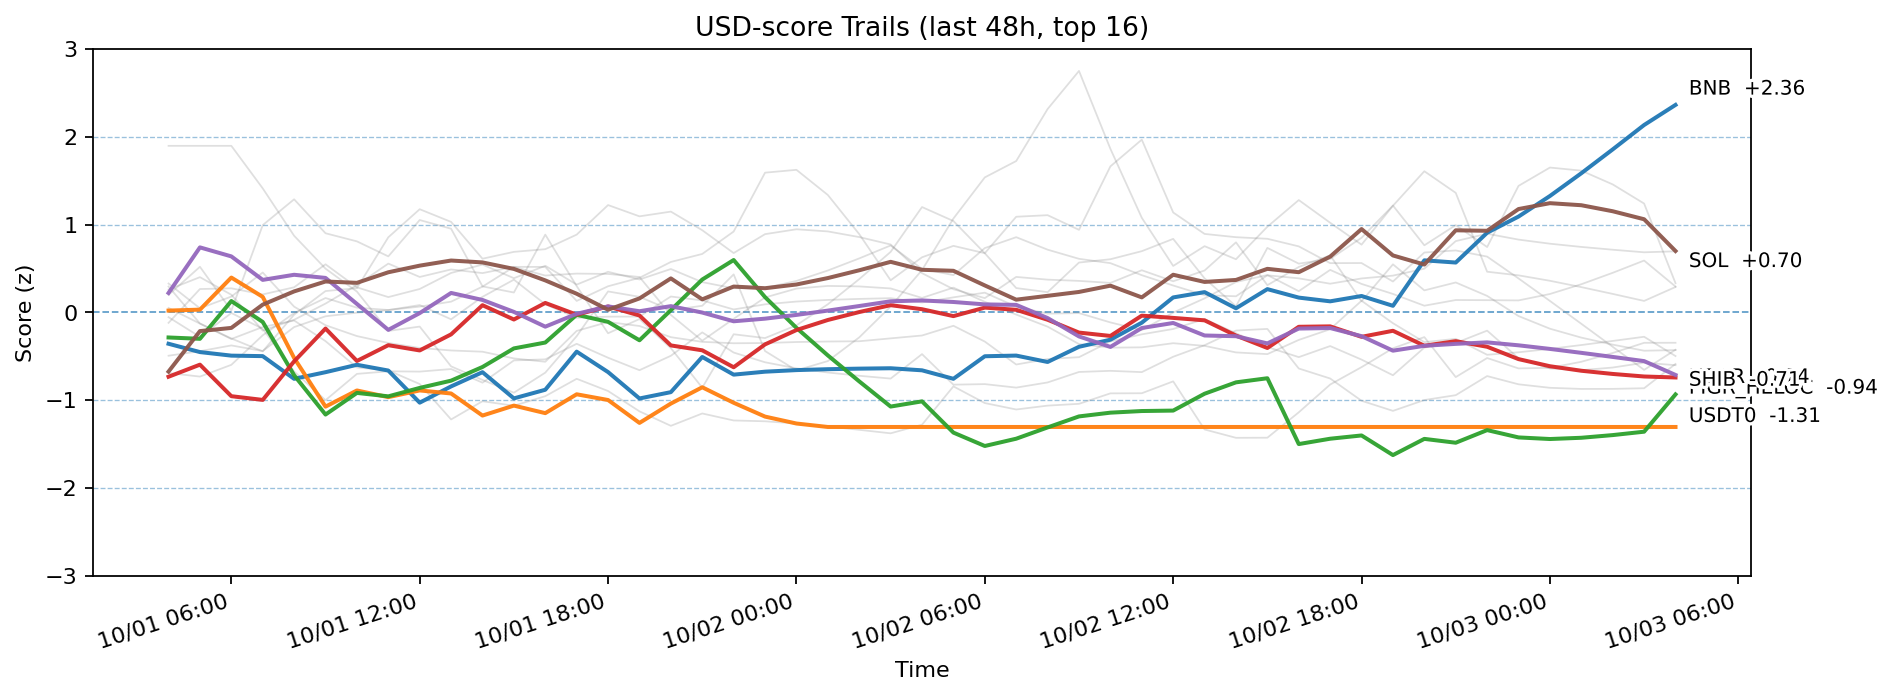 USD-score Trails (last 48h, top 16)
Score (z)
3
2
1
0
−1
−2
−3
BNB +2.36
SOL +0.70
SHIB -0.71
-0.94
USDT0 -1.31
10/01 06:00
10/01 12:00
10/01 18:00
10/02 00:00
10/02 06:00
10/02 12:00
10/02 18:00
10/03 00:00
10/03 06:00
Time